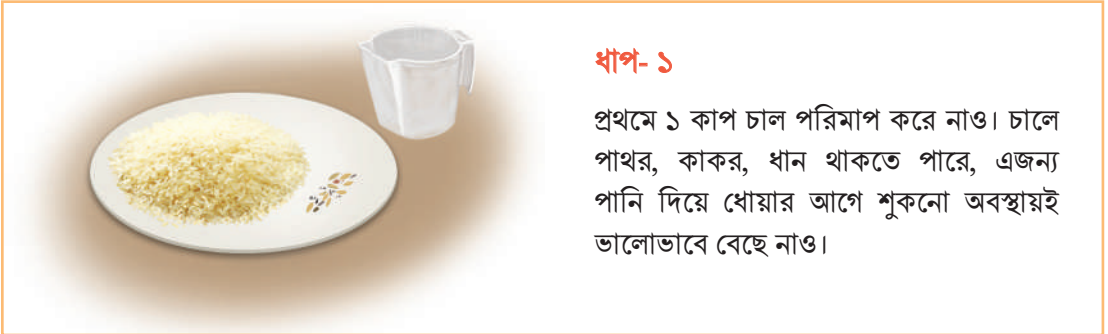 ধাপ- ১
প্রথমে ১ কাপ চাল পরিমাপ করে নাও। চালে
পাথর, কাকর, ধান থাকতে পারে, এজন্য
পানি দিয়ে ধোয়ার আগে শুকনো অবস্থায়ই
ভালোভাবে বেছে নাও।